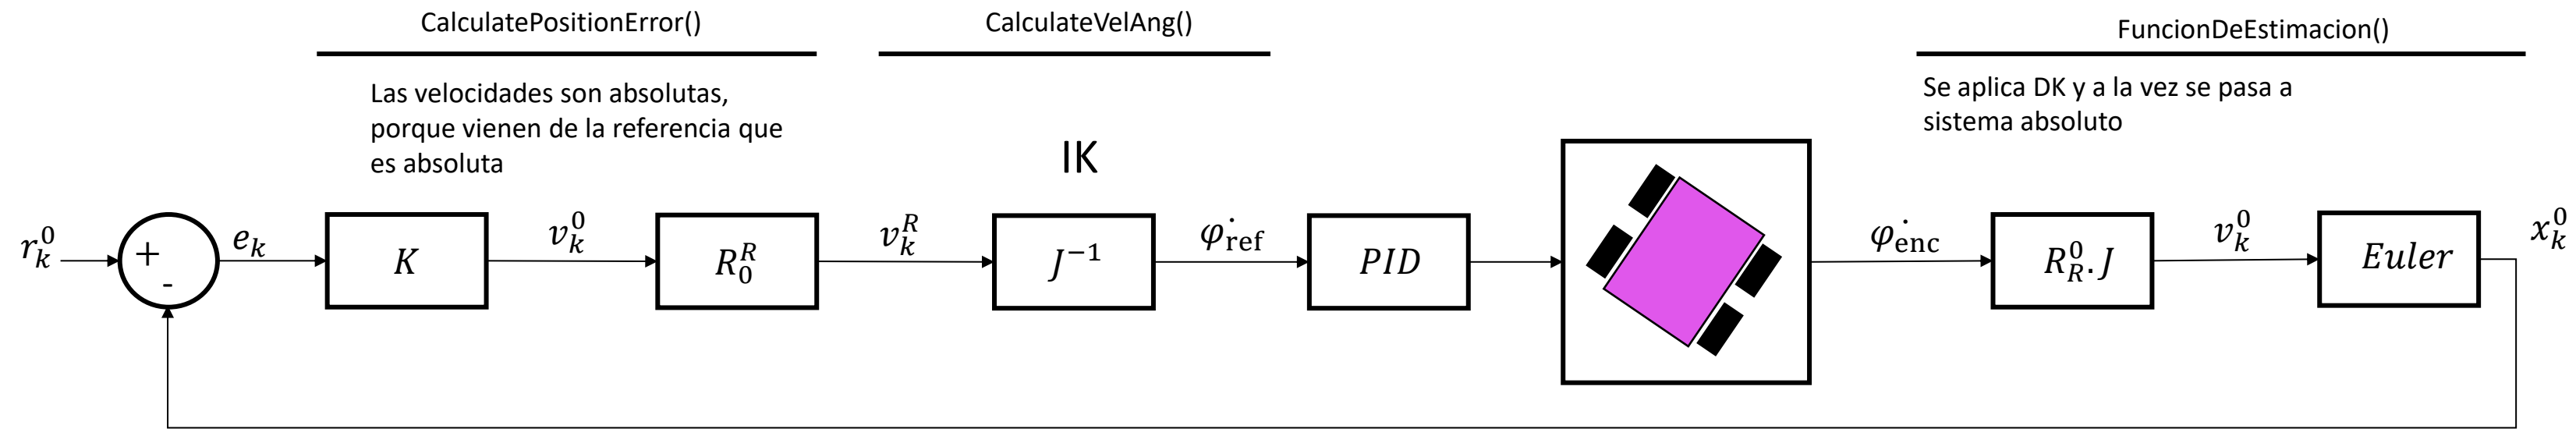 CalculatePositionError()
CalculateVelAng()
FuncionDeEstimacion()
Las velocidades son absolutas,
porque vienen de la referencia que
es absoluta
Se aplica DK y a la vez se pasa a
sistema absoluto
IK
r_k^0
+
-
e_k
K
v_k^0
R_0^R
v_k^R
J^{-1}
φ̇_ref
PID
φ̇_enc
R_R^0.J
v_k^0
Euler
x_k^0